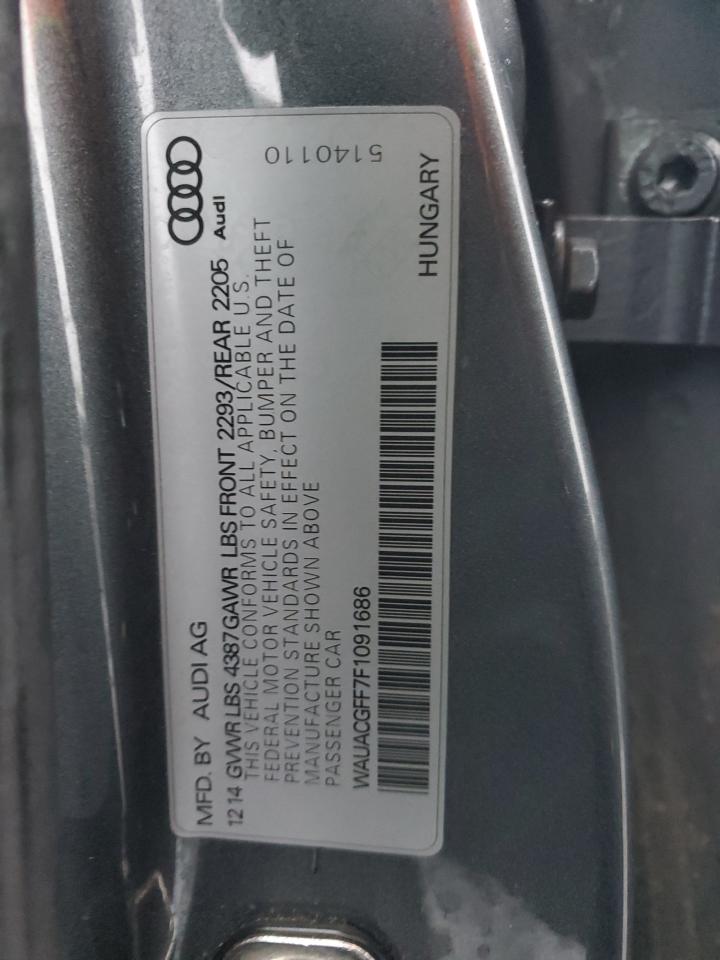 MFD. BY AUDI AG
12 14 GVWR LBS 4387 GAWR LBS FRONT 2293/REAR 2205
THIS VEHICLE CONFORMS TO ALL APPLICABLE U.S.
FEDERAL MOTOR VEHICLE SAFETY, BUMPER AND THEFT
PREVENTION STANDARDS IN EFFECT ON THE DATE OF
MANUFACTURE SHOWN ABOVE
PASSENGER CAR
WAUACGFF7F1091686
Audi
5140110
HUNGARY